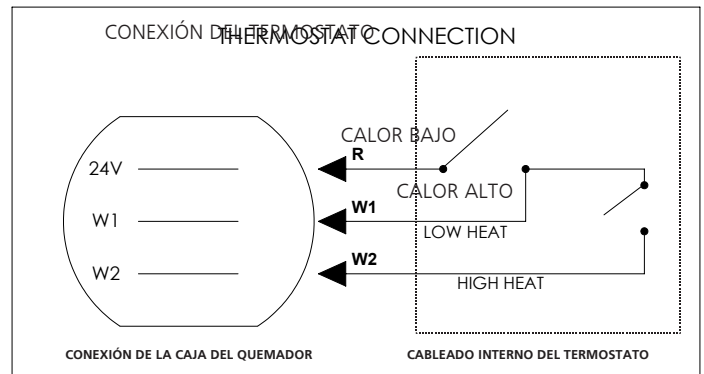 CONEXIÓN DEL TERMOSTATO
THERMOSTAT CONNECTION
CALOR BAJO
24V
R
CALOR ALTO
W1
W1
LOW HEAT
W2
W2
HIGH HEAT
CONEXIÓN DE LA CAJA DEL QUEMADOR
CABLEADO INTERNO DEL TERMOSTATO